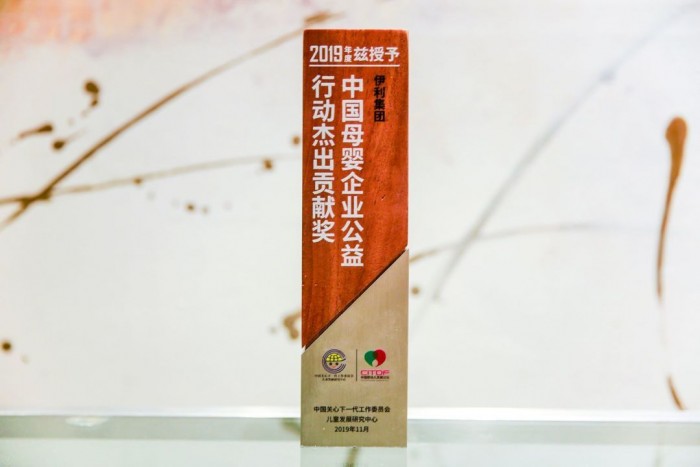 2019年度兹授予
伊利集团
中国母婴企业公益
行动杰出贡献奖
CITDF
中国关心下一代工作委员会
儿童发展研究中心
2019年11月